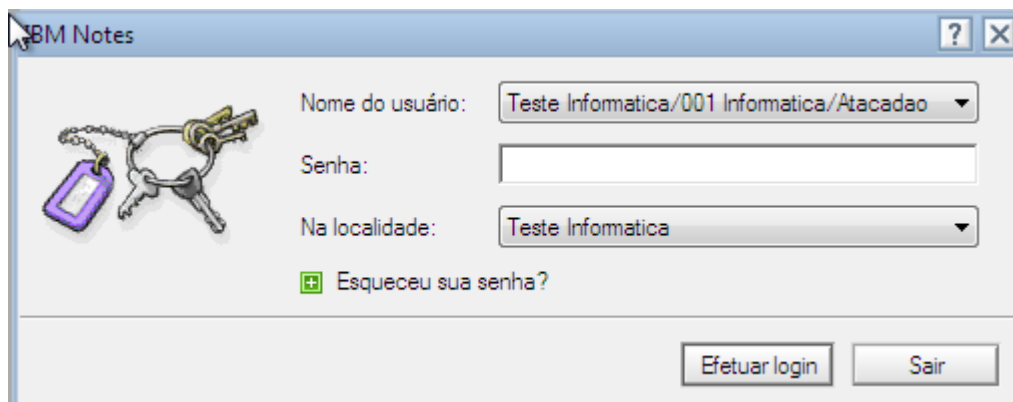 IBM Notes
Nome do usuário: Teste Informatica/001 Informatica/Atacadao
Senha:
Na localidade: Teste Informatica
Esqueceu sua senha?
Efetuar login Sair